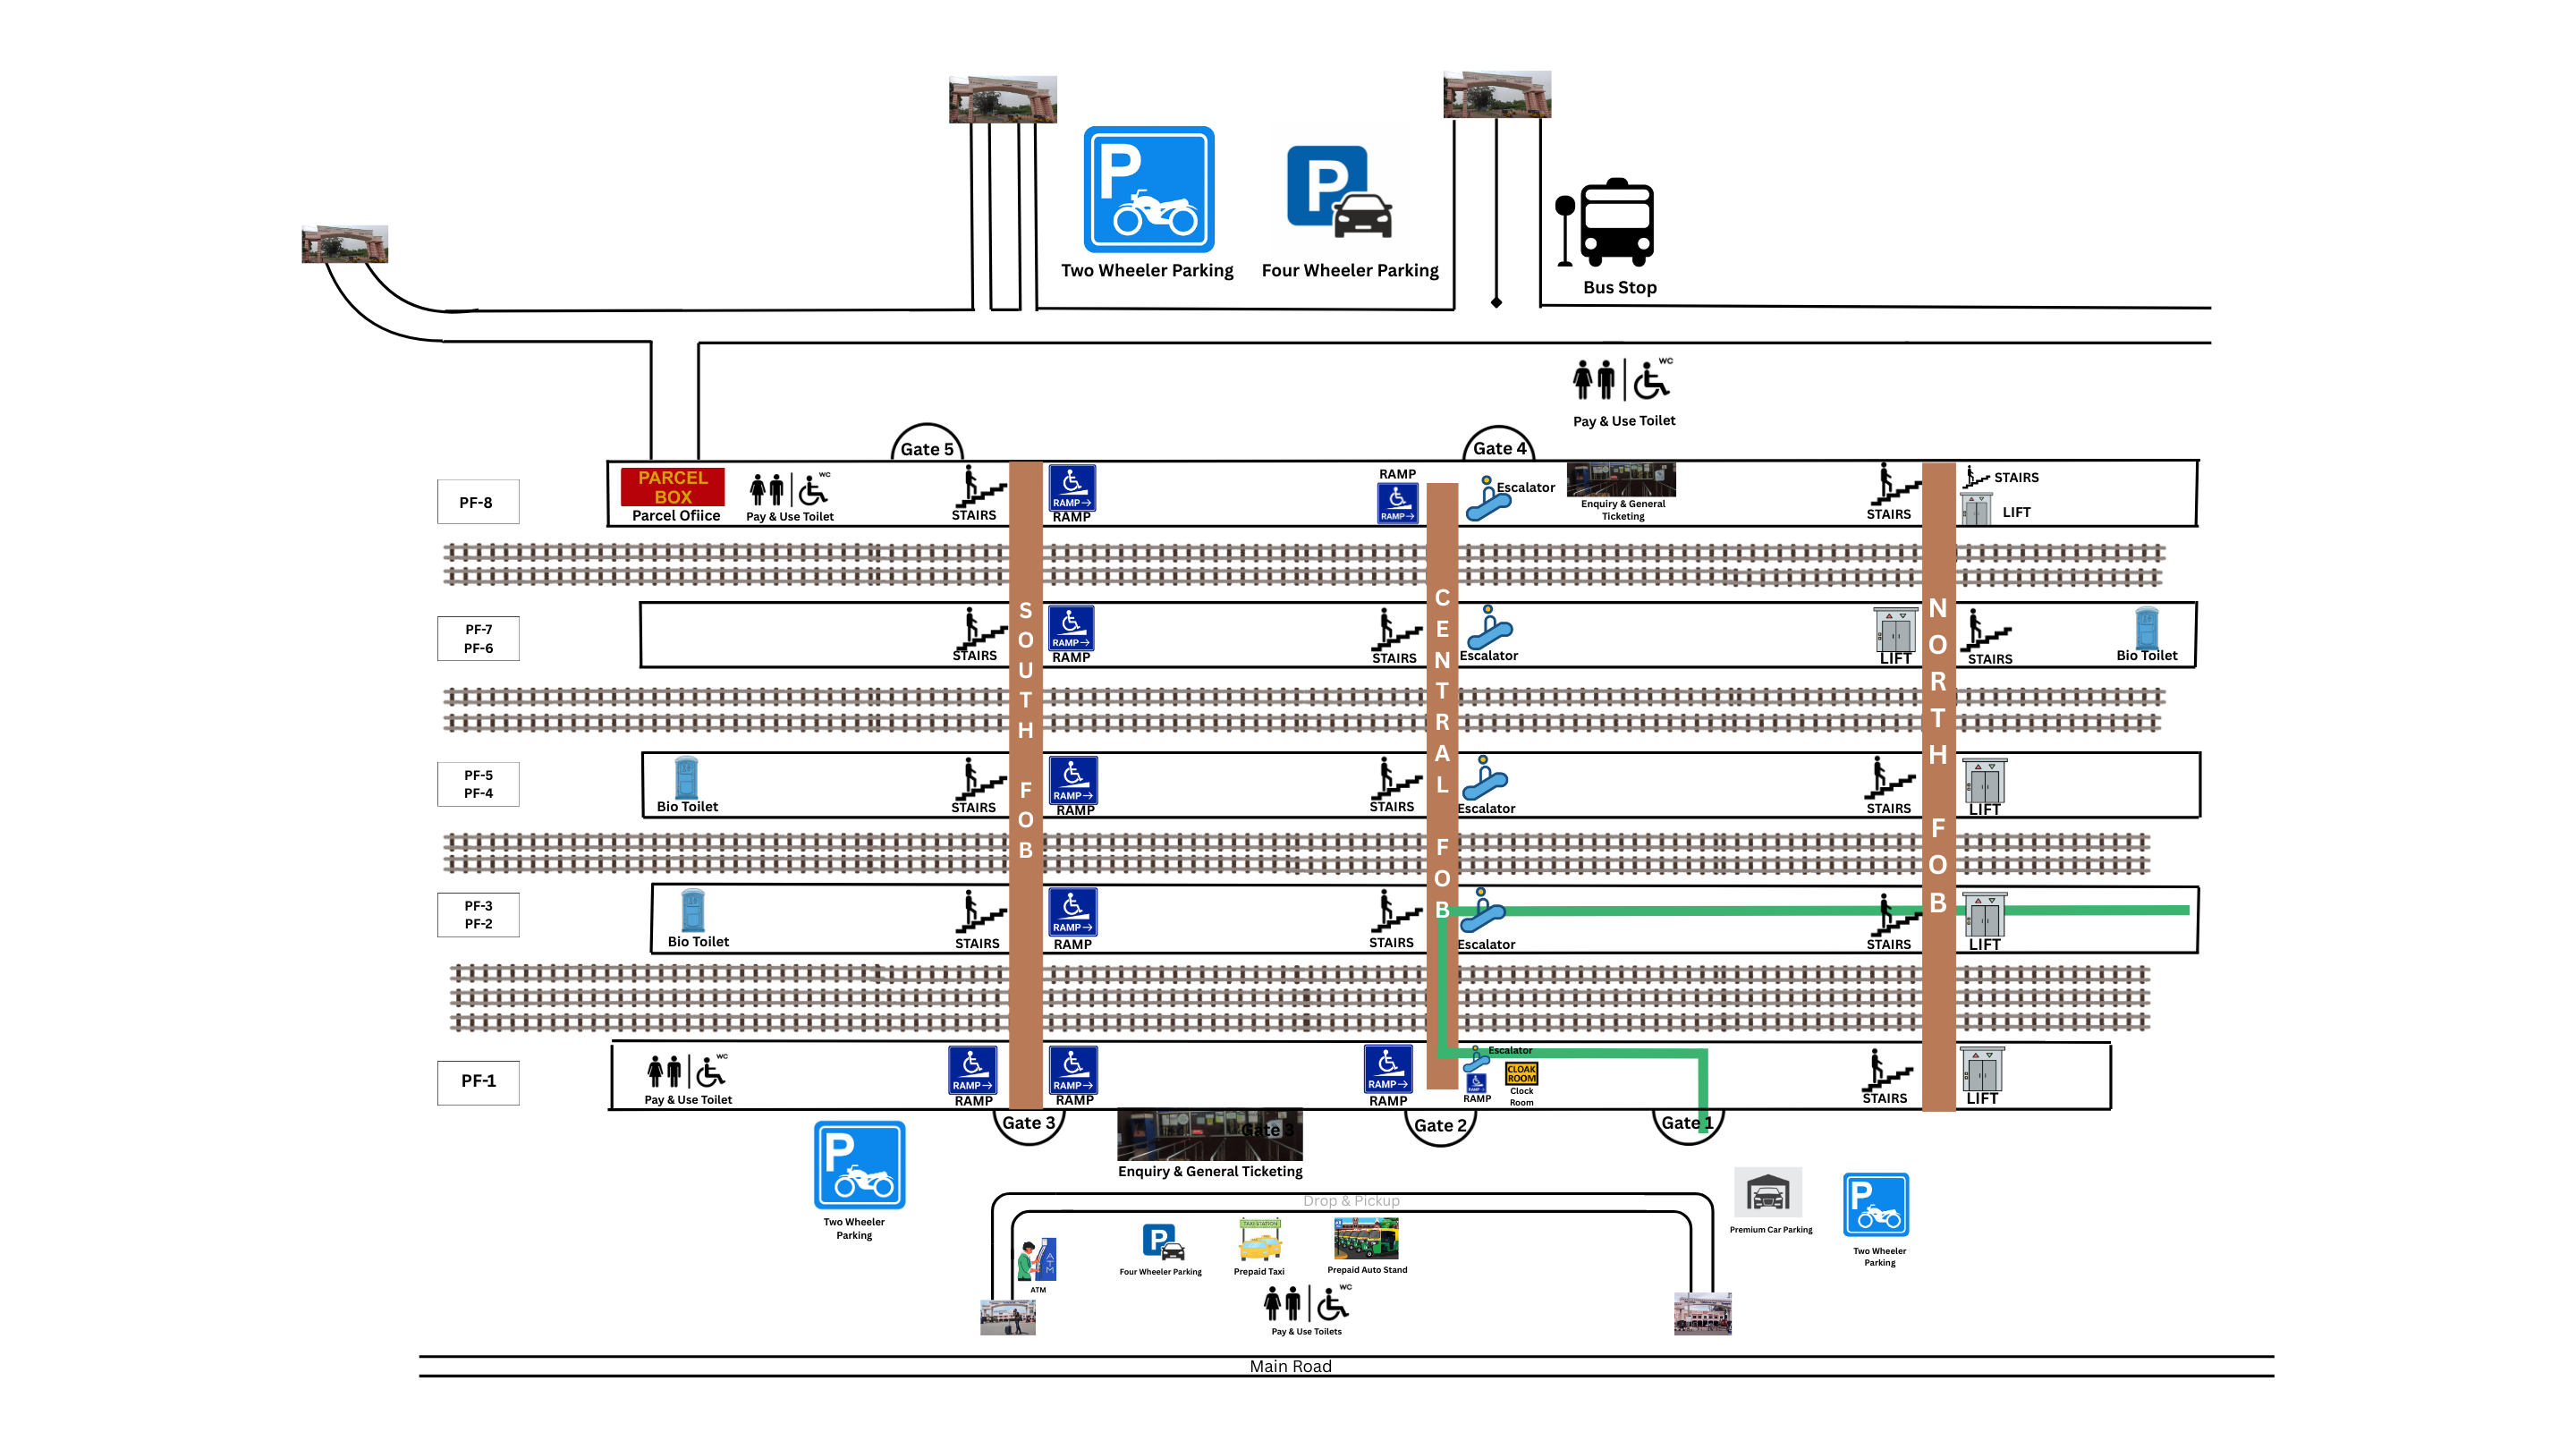 Two Wheeler Parking
Four Wheeler Parking
Bus Stop
WC
Pay & Use Toilet
Gate 5
Gate 4
PF-8
PARCEL
BOX
Parcel Ofiice
WC
Pay & Use Toilet
STAIRS
RAMP→
RAMP
RAMP
RAMP→
Escalator
Enquiry & General
Ticketing
STAIRS
STAIRS
LIFT
SOUTH FOB
CENTRAL FOB
NORTH FOB
PF-7
PF-6
STAIRS
RAMP→
RAMP
STAIRS
Escalator
LIFT
STAIRS
Bio Toilet
PF-5
PF-4
Bio Toilet
STAIRS
RAMP→
RAMP
STAIRS
Escalator
STAIRS
LIFT
PF-3
PF-2
Bio Toilet
STAIRS
RAMP→
RAMP
STAIRS
Escalator
STAIRS
LIFT
PF-1
WC
Pay & Use Toilet
RAMP→
RAMP
RAMP→
RAMP
RAMP→
RAMP
Escalator
RAMP
CLOAK
ROOM
Clock
Room
STAIRS
LIFT
Gate 3
Gate 2
Gate 1
Gate 3
Enquiry & General Ticketing
Two Wheeler
Parking
Drop & Pickup
ATM
ATM
Four Wheeler Parking
TAXI STATION
Prepaid Taxi
Prepaid Auto Stand
WC
Pay & Use Toilets
Premium Car Parking
Two Wheeler
Parking
Main Road